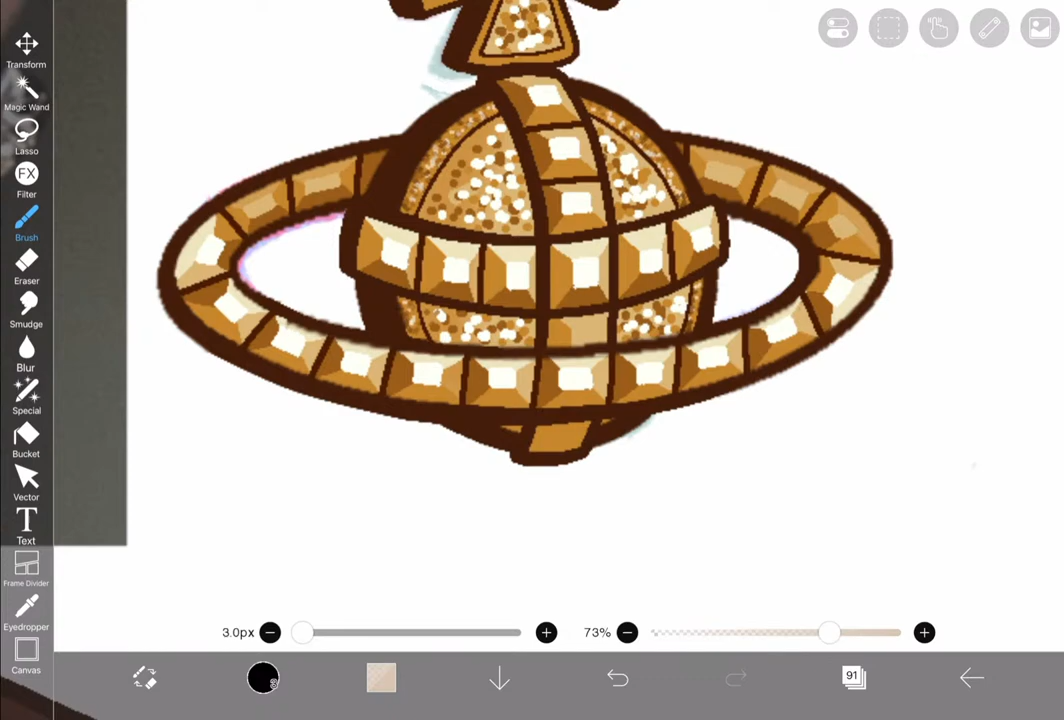 Transform
Magic Wand
Lasso
FX
Filter
Brush
Eraser
Smudge
Blur
Special
Bucket
Vector
T
Text
Frame Divider
Eyedropper
Canvas
3.0px
73%
3
91